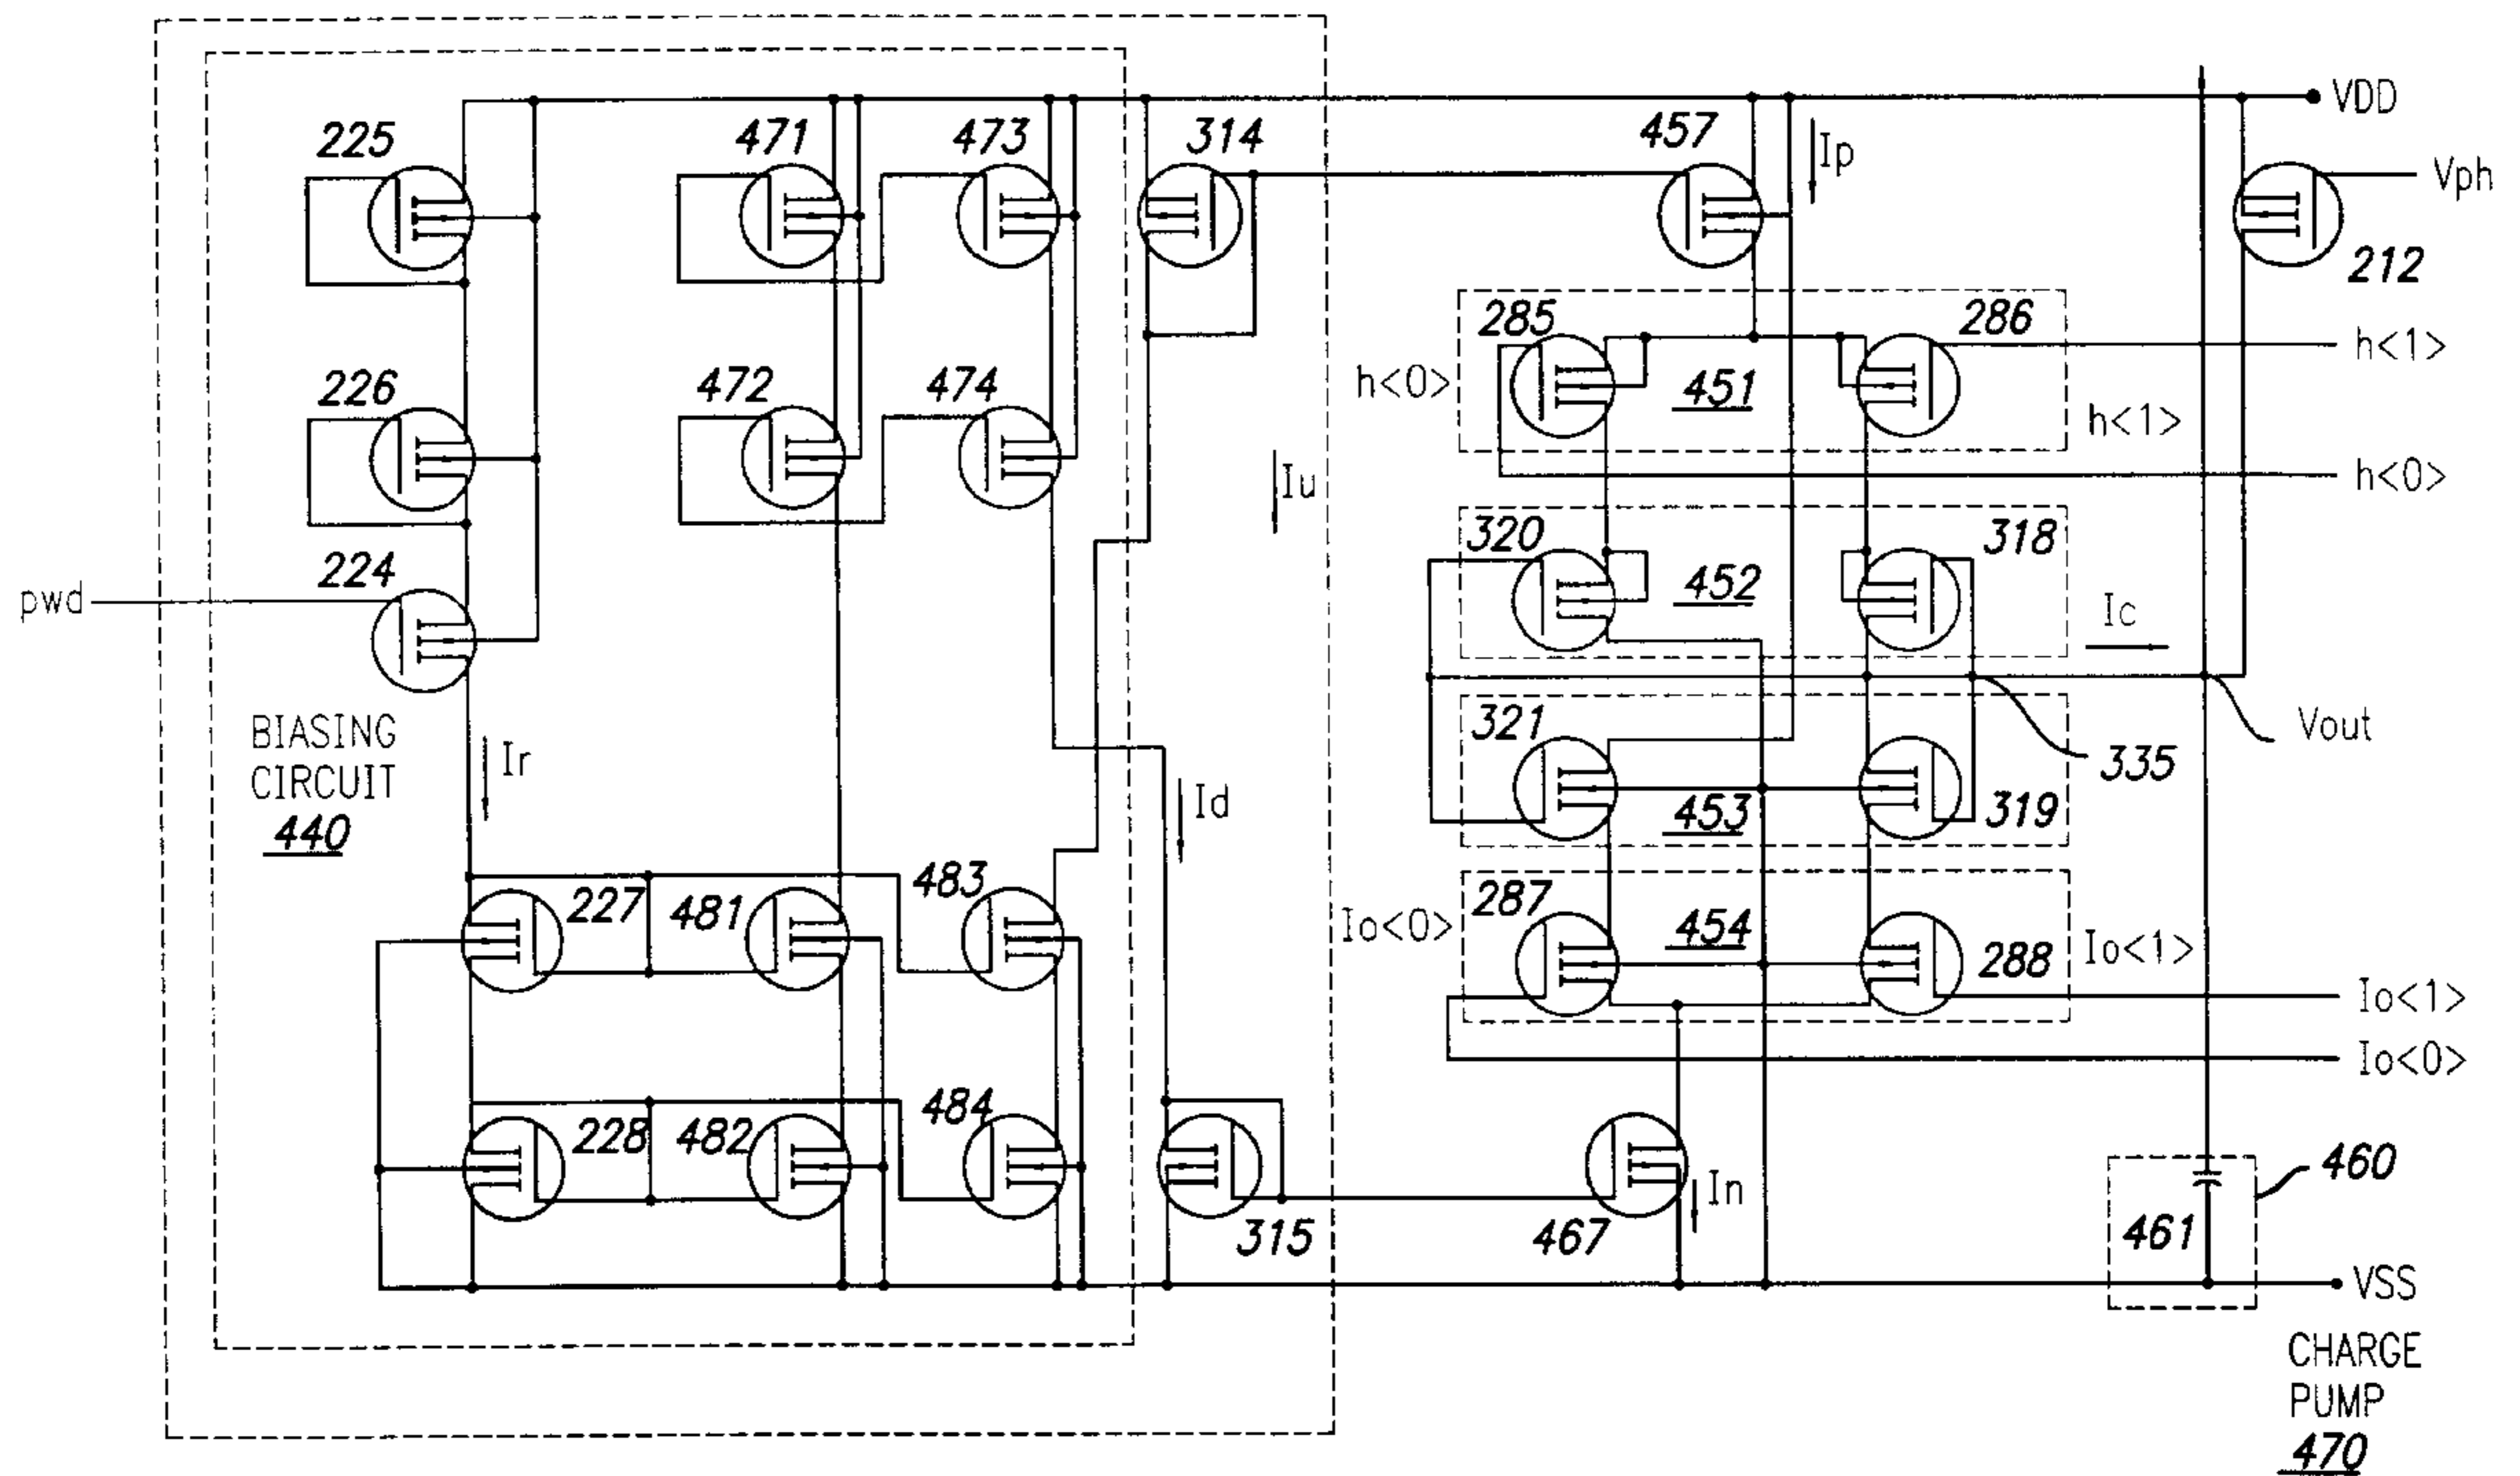 VDD
225
471
473
314
457
Ip
Vph
212
285
286
h<1>
h<0>
451
h<1>
226
472
474
Iu
h<0>
320
318
224
452
pwd
Ic
BIASING
CIRCUIT
440
Ir
Id
321
335
Vout
453
319
227
481
483
287
Io<0>
454
288
Io<1>
Io<1>
Io<0>
228
482
484
315
467
In
460
461
VSS
CHARGE
PUMP
470